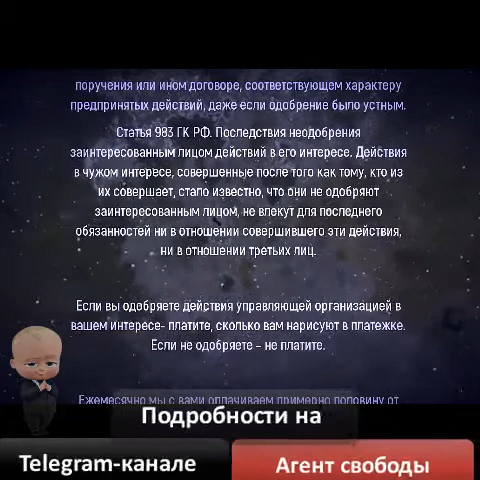 поручения или ином договоре, соответствующем характеру
предпринятых действий, даже если одобрение было устным.
Статья 983 ГК РФ. Последствия неодобрения
заинтересованным лицом действий в его интересе. Действия
в чужом интересе, совершенные после того как тому, кто из
их совершает, стало известно, что они не одобряют
заинтересованным лицом, не влекут для последнего
обязанностей ни в отношении совершившего эти действия,
ни в отношении третьих лиц.
Если вы одобряете действия управляющей организацией в
вашем интересе- платите, сколько вам нарисуют в платежке.
Если не одобряете – не платите.
Ежемесячно мы с вами оплачиваем примерно половину от
Подробности на
Telegram-канале
Агент свободы